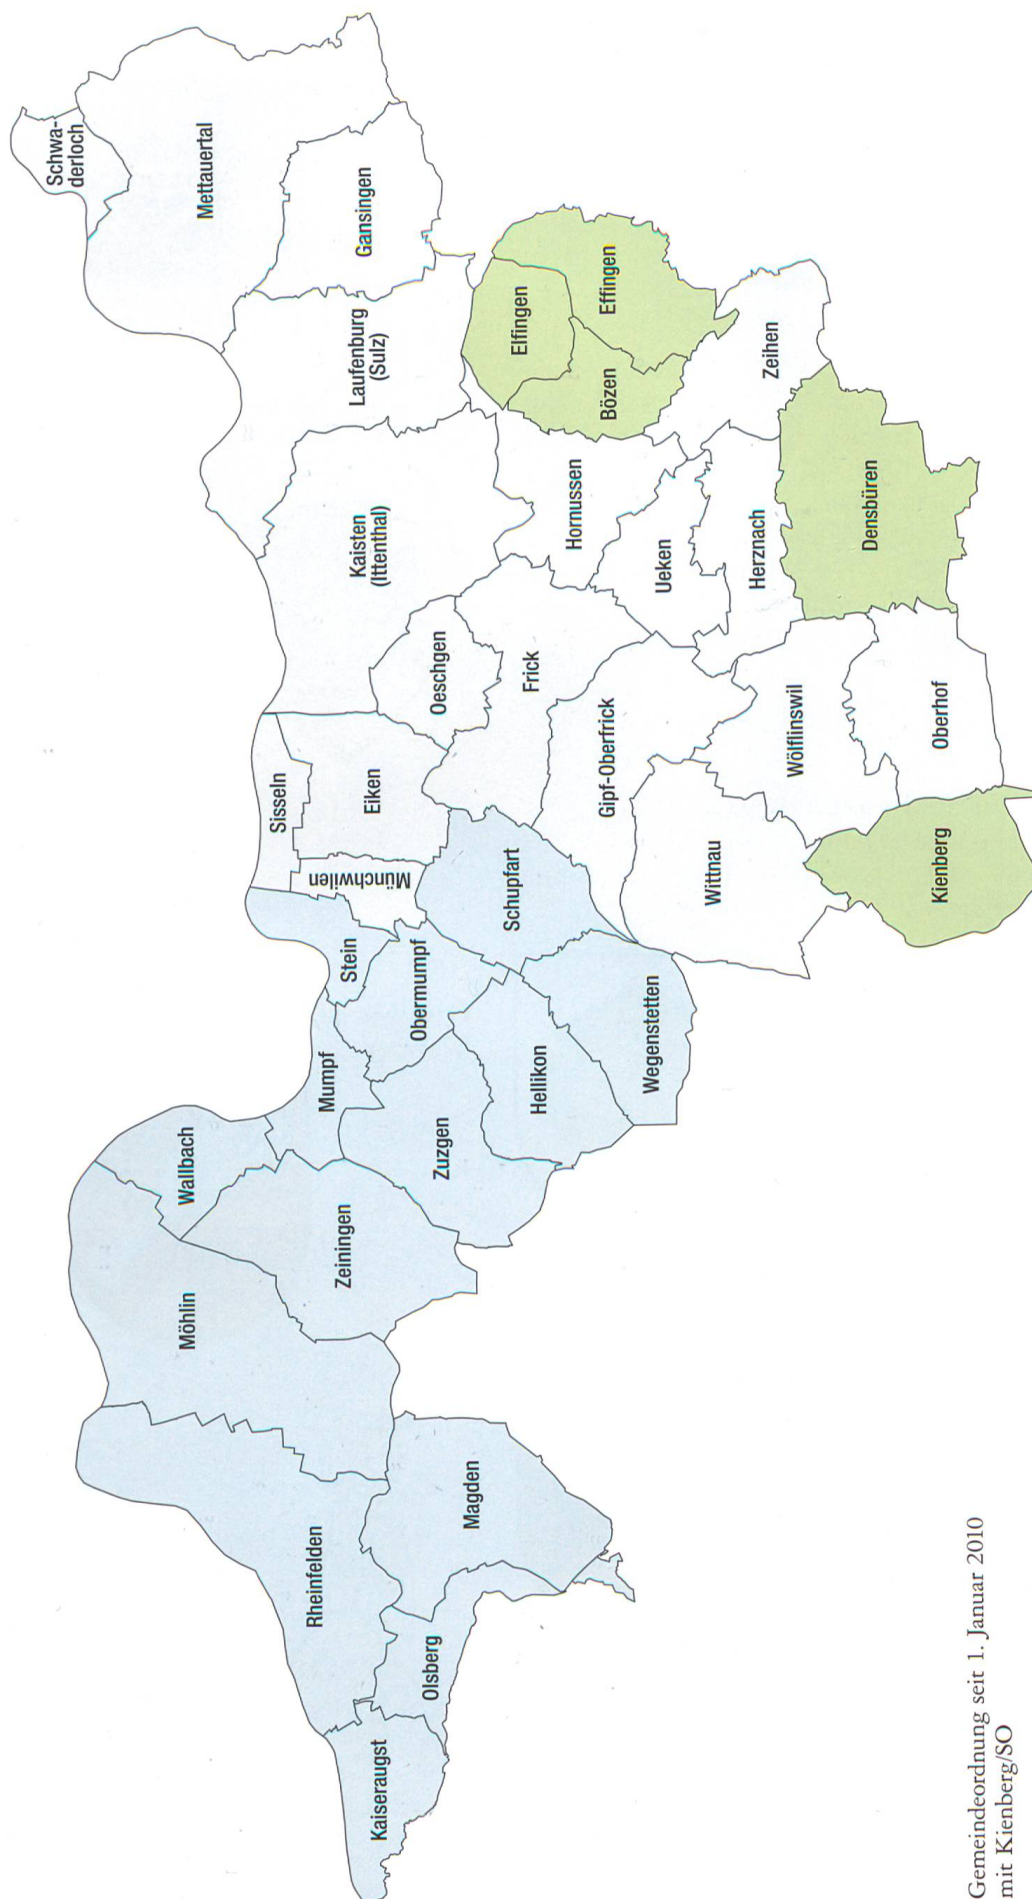 Schwa-
derloch
Mettauertal
Gansingen
Laufenburg
(Sulz)
Elfingen
Effingen
Bözen
Zeihen
Kaisten
(Ittenthal)
Hornussen
Ueken
Herznach
Densbüren
Oeschgen
Frick
Gipf-Oberfrick
Wölflinswil
Oberhof
Sisseln
Eiken
Münchwilen
Schupfart
Wittnau
Kienberg
Stein
Obermumpf
Mumpf
Wegenstetten
Hellikon
Zuzgen
Wallbach
Zeiningen
Möhlin
Rheinfelden
Magden
Olsberg
Kaiseraugst
Gemeindeordnung seit 1. Januar 2010
mit Kienberg/SO